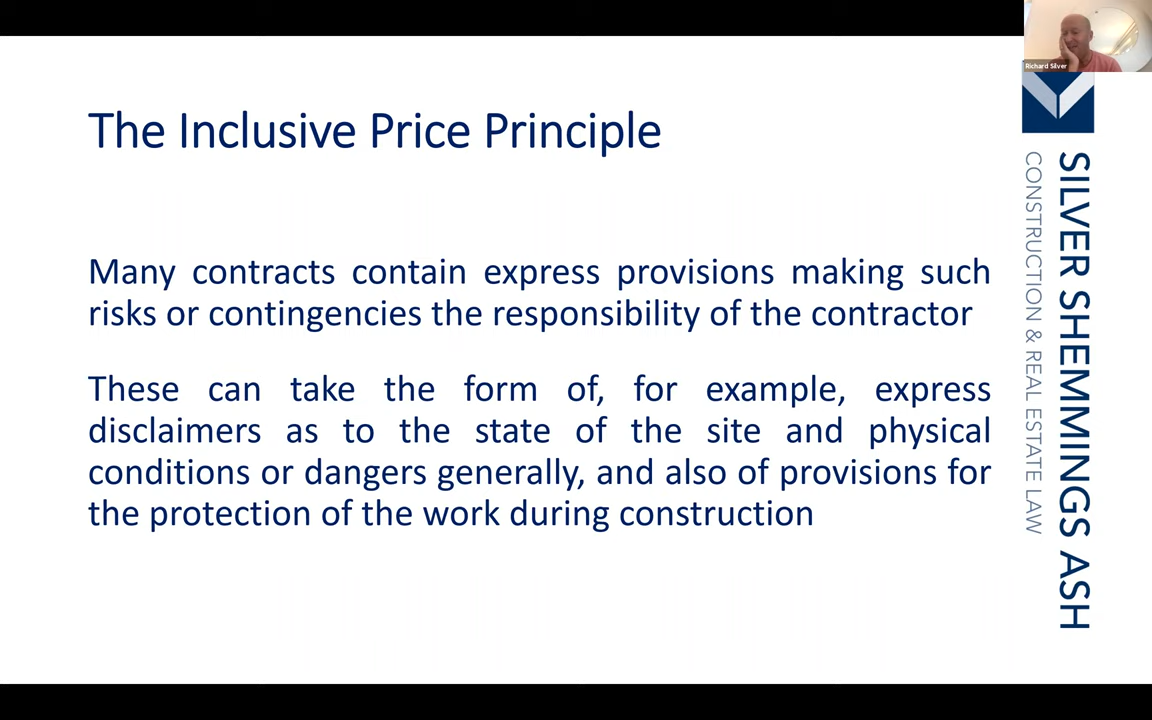 Richard Silver
The Inclusive Price Principle
Many contracts contain express provisions making such
risks or contingencies the responsibility of the contractor
These can take the form of, for example, express
disclaimers as to the state of the site and physical
conditions or dangers generally, and also of provisions for
the protection of the work during construction
SILVER SHEMMINGS ASH
CONSTRUCTION & REAL ESTATE LAW